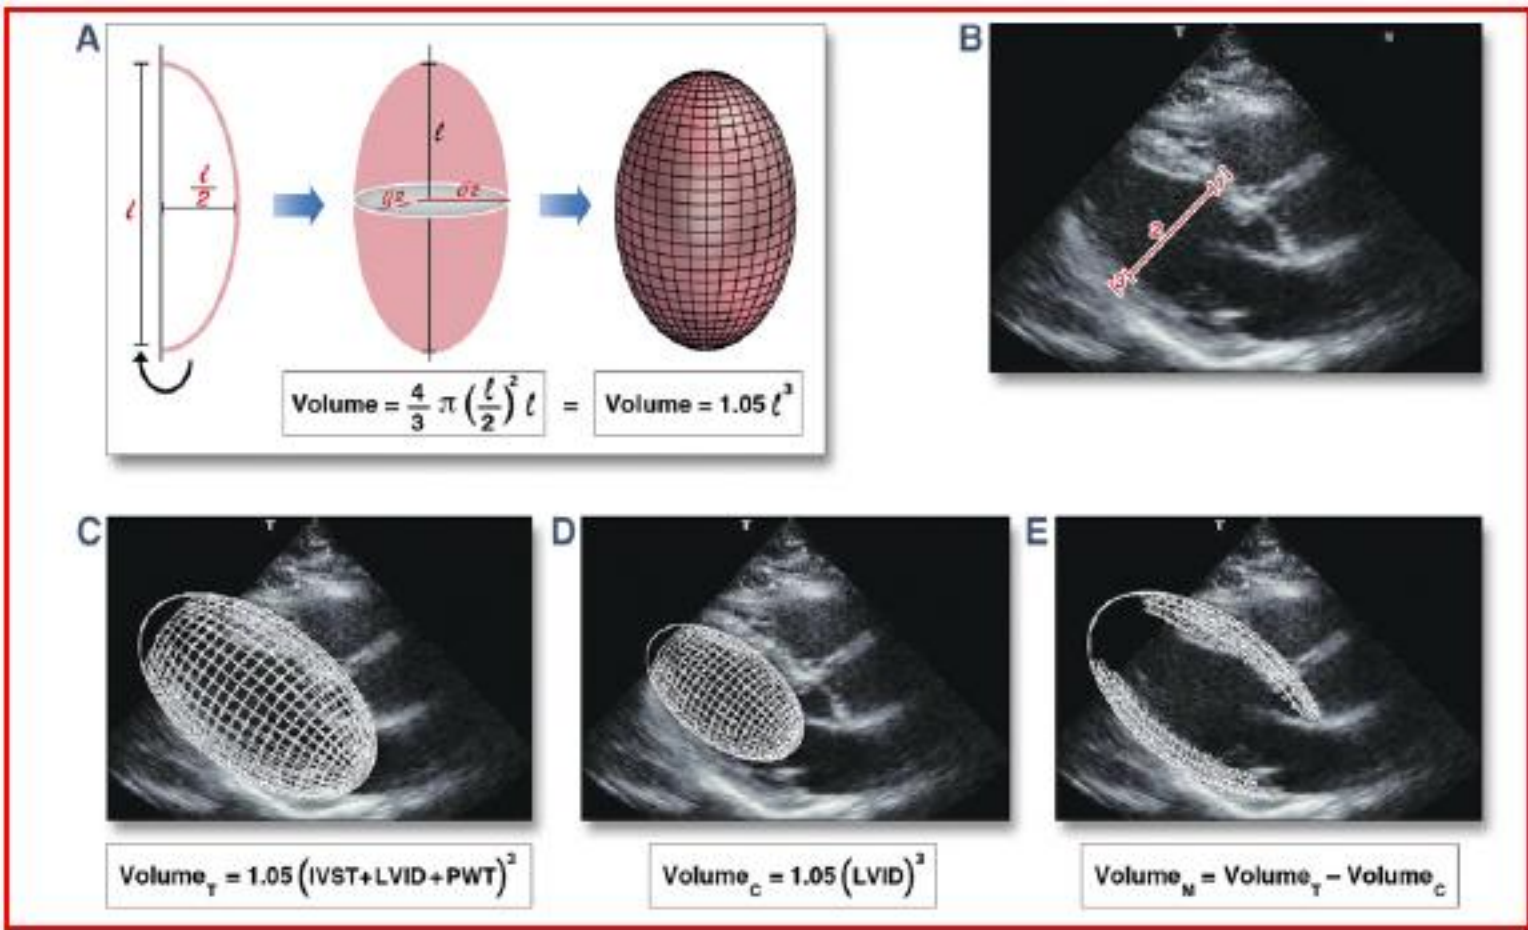 A
B
l
l/2
l
Volume = 4/3 π (l/2)² l = Volume = 1.05 l³
2
T
C
D
E
T
T
T
Volume_T = 1.05 (IVST+LVID+PWT)³
Volume_C = 1.05 (LVID)³
Volume_M = Volume_T – Volume_C